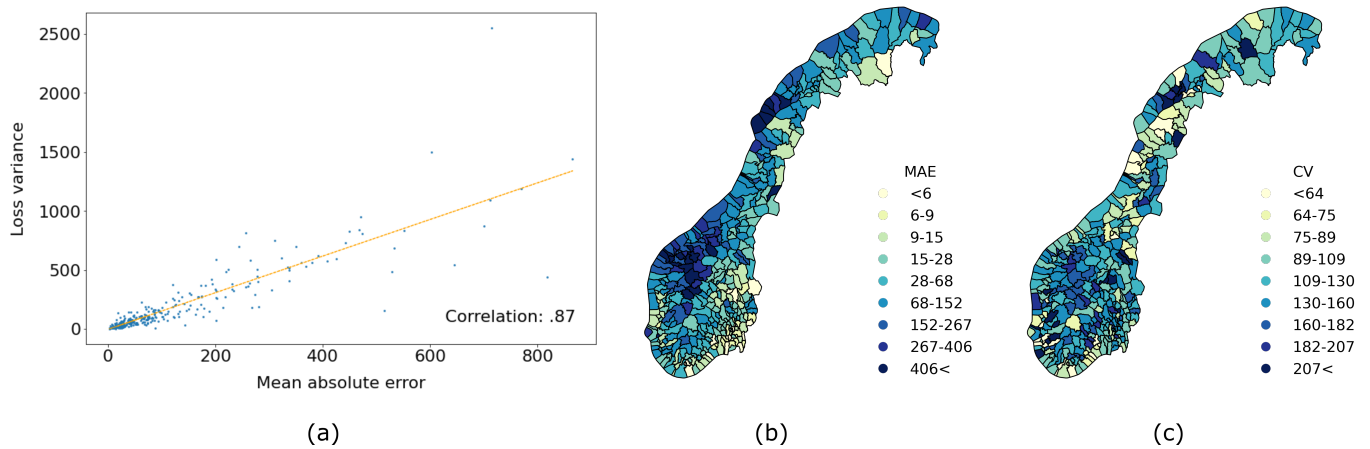 2500
2000
1500
1000
500
0
Loss variance
0 200 400 600 800
Mean absolute error
Correlation: .87
(a)
MAE
<6
6-9
9-15
15-28
28-68
68-152
152-267
267-406
406<
(b)
CV
<64
64-75
75-89
89-109
109-130
130-160
160-182
182-207
207<
(c)